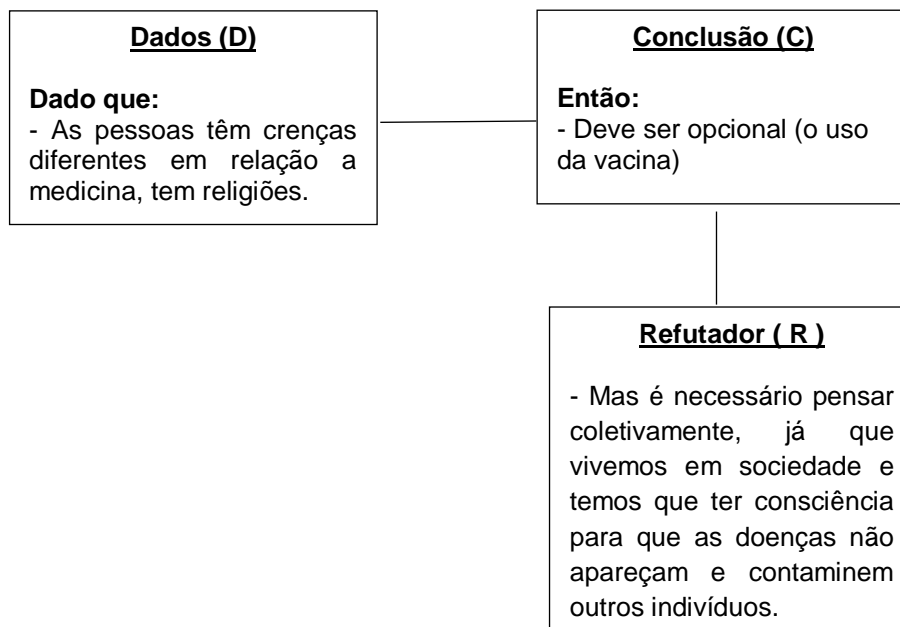 Dados (D)
Dado que:
- As pessoas têm crenças
diferentes em relação a
medicina, tem religiões.
Conclusão (C)
Então:
- Deve ser opcional (o uso
da vacina)
Refutador ( R )
- Mas é necessário pensar
coletivamente, já que
vivemos em sociedade e
temos que ter consciência
para que as doenças não
apareçam e contaminem
outros indivíduos.